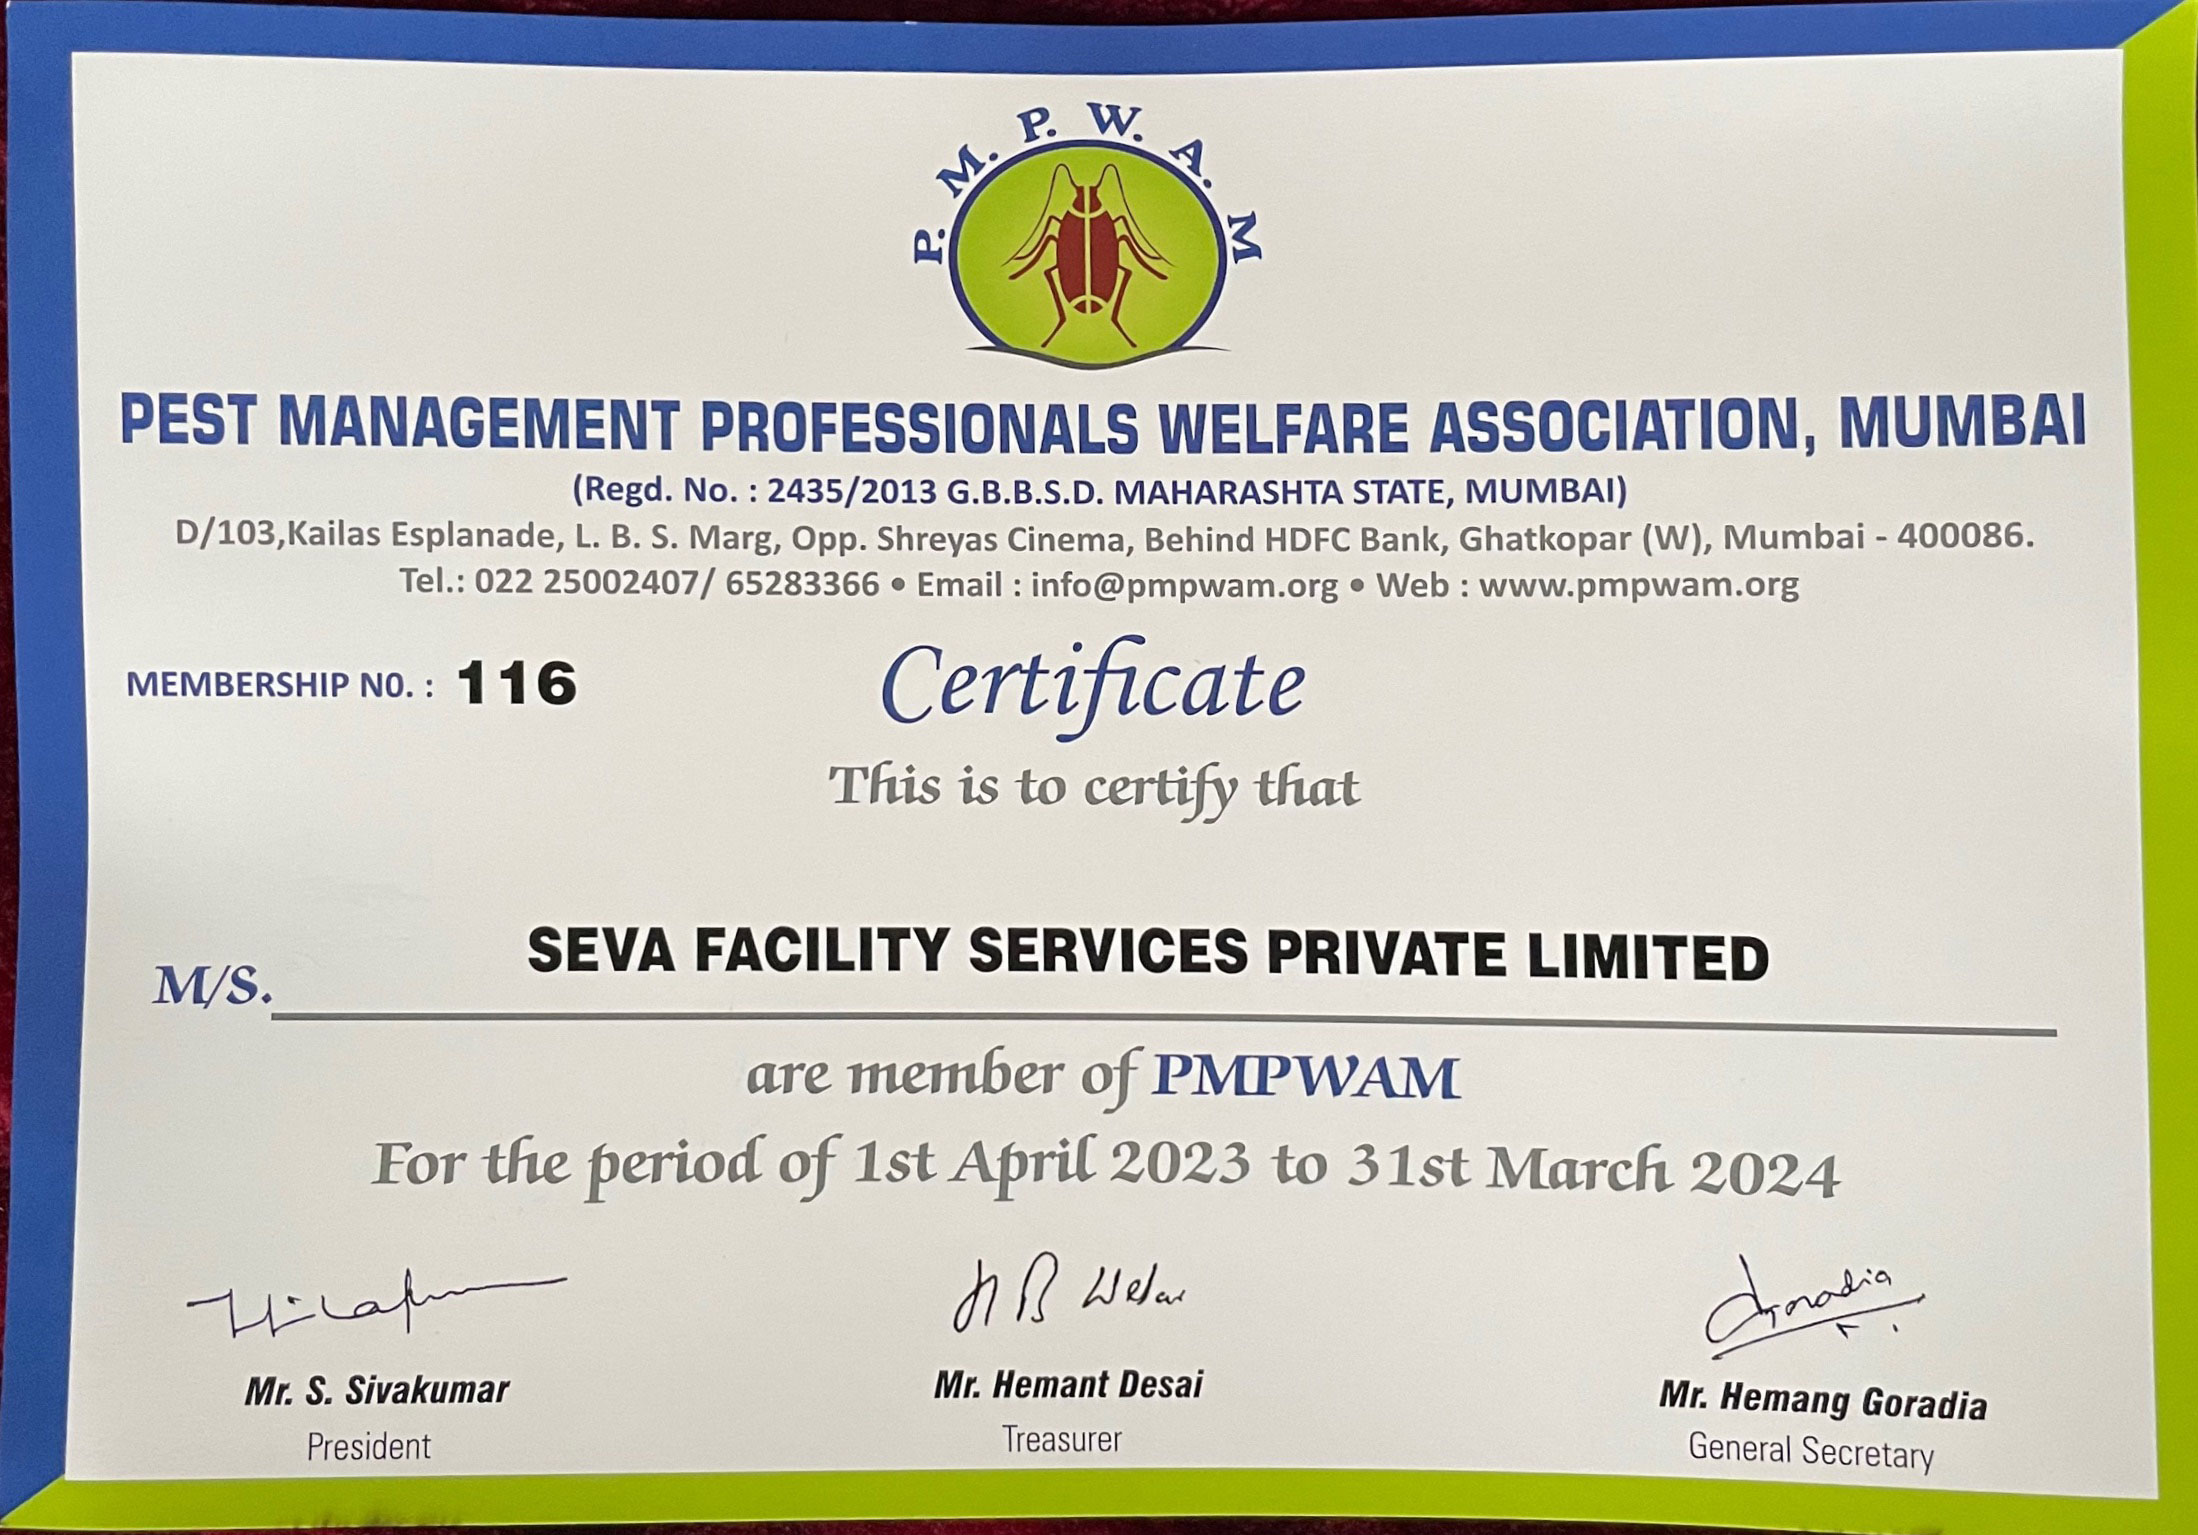 P. M. P. W. A. M
PEST MANAGEMENT PROFESSIONALS WELFARE ASSOCIATION, MUMBAI
(Regd. No. : 2435/2013 G.B.B.S.D. MAHARASHTA STATE, MUMBAI)
D/103,Kailas Esplanade, L. B. S. Marg, Opp. Shreyas Cinema, Behind HDFC Bank, Ghatkopar (W), Mumbai - 400086.
Tel.: 022 25002407/ 65283366 • Email : info@pmpwam.org • Web : www.pmpwam.org
MEMBERSHIP NO. : 116
Certificate
This is to certify that
M/S. SEVA FACILITY SERVICES PRIVATE LIMITED
are member of PMPWAM
For the period of 1st April 2023 to 31st March 2024
Goradia
Mr. S. Sivakumar
Mr. Hemant Desai
Mr. Hemang Goradia
President
Treasurer
General Secretary